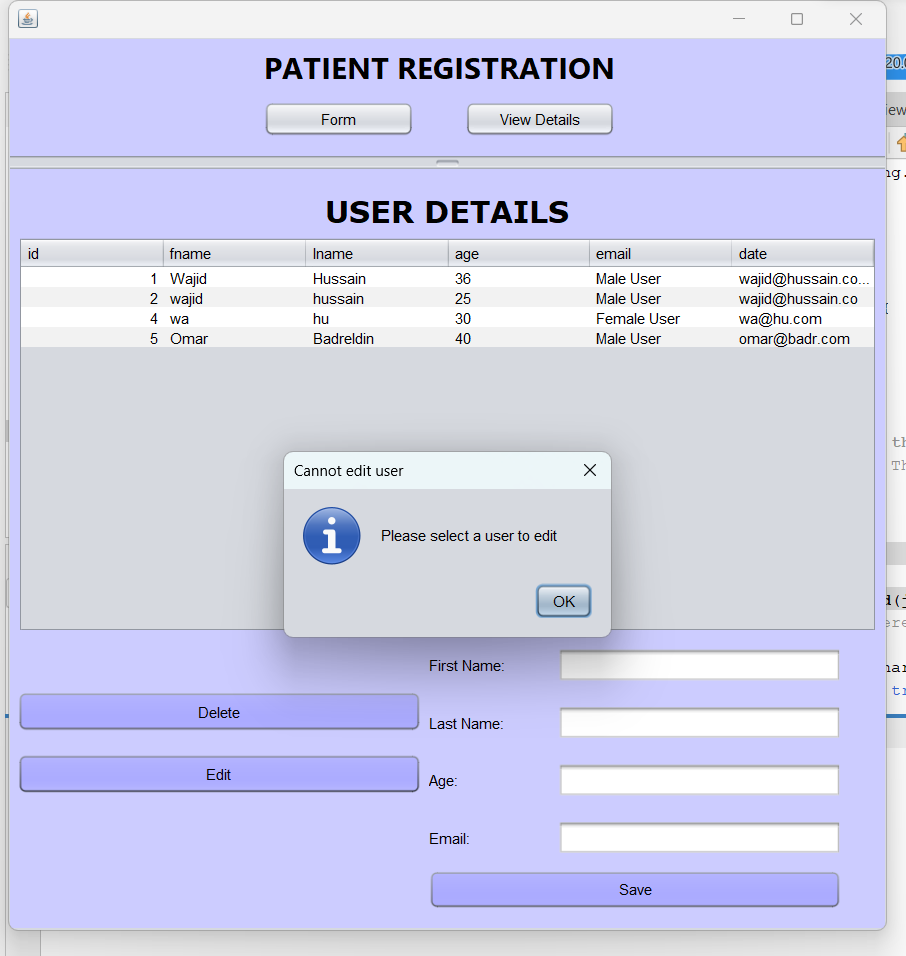 PATIENT REGISTRATION
Form View Details
USER DETAILS
id fname lname age email date
1 Wajid Hussain 36 Male User wajid@hussain.co...
2 wajid hussain 25 Male User wajid@hussain.co
4 wa hu 30 Female User wa@hu.com
5 Omar Badreldin 40 Male User omar@badr.com
Cannot edit user
Please select a user to edit
OK
First Name:
Delete
Last Name:
Edit
Age:
Email:
Save